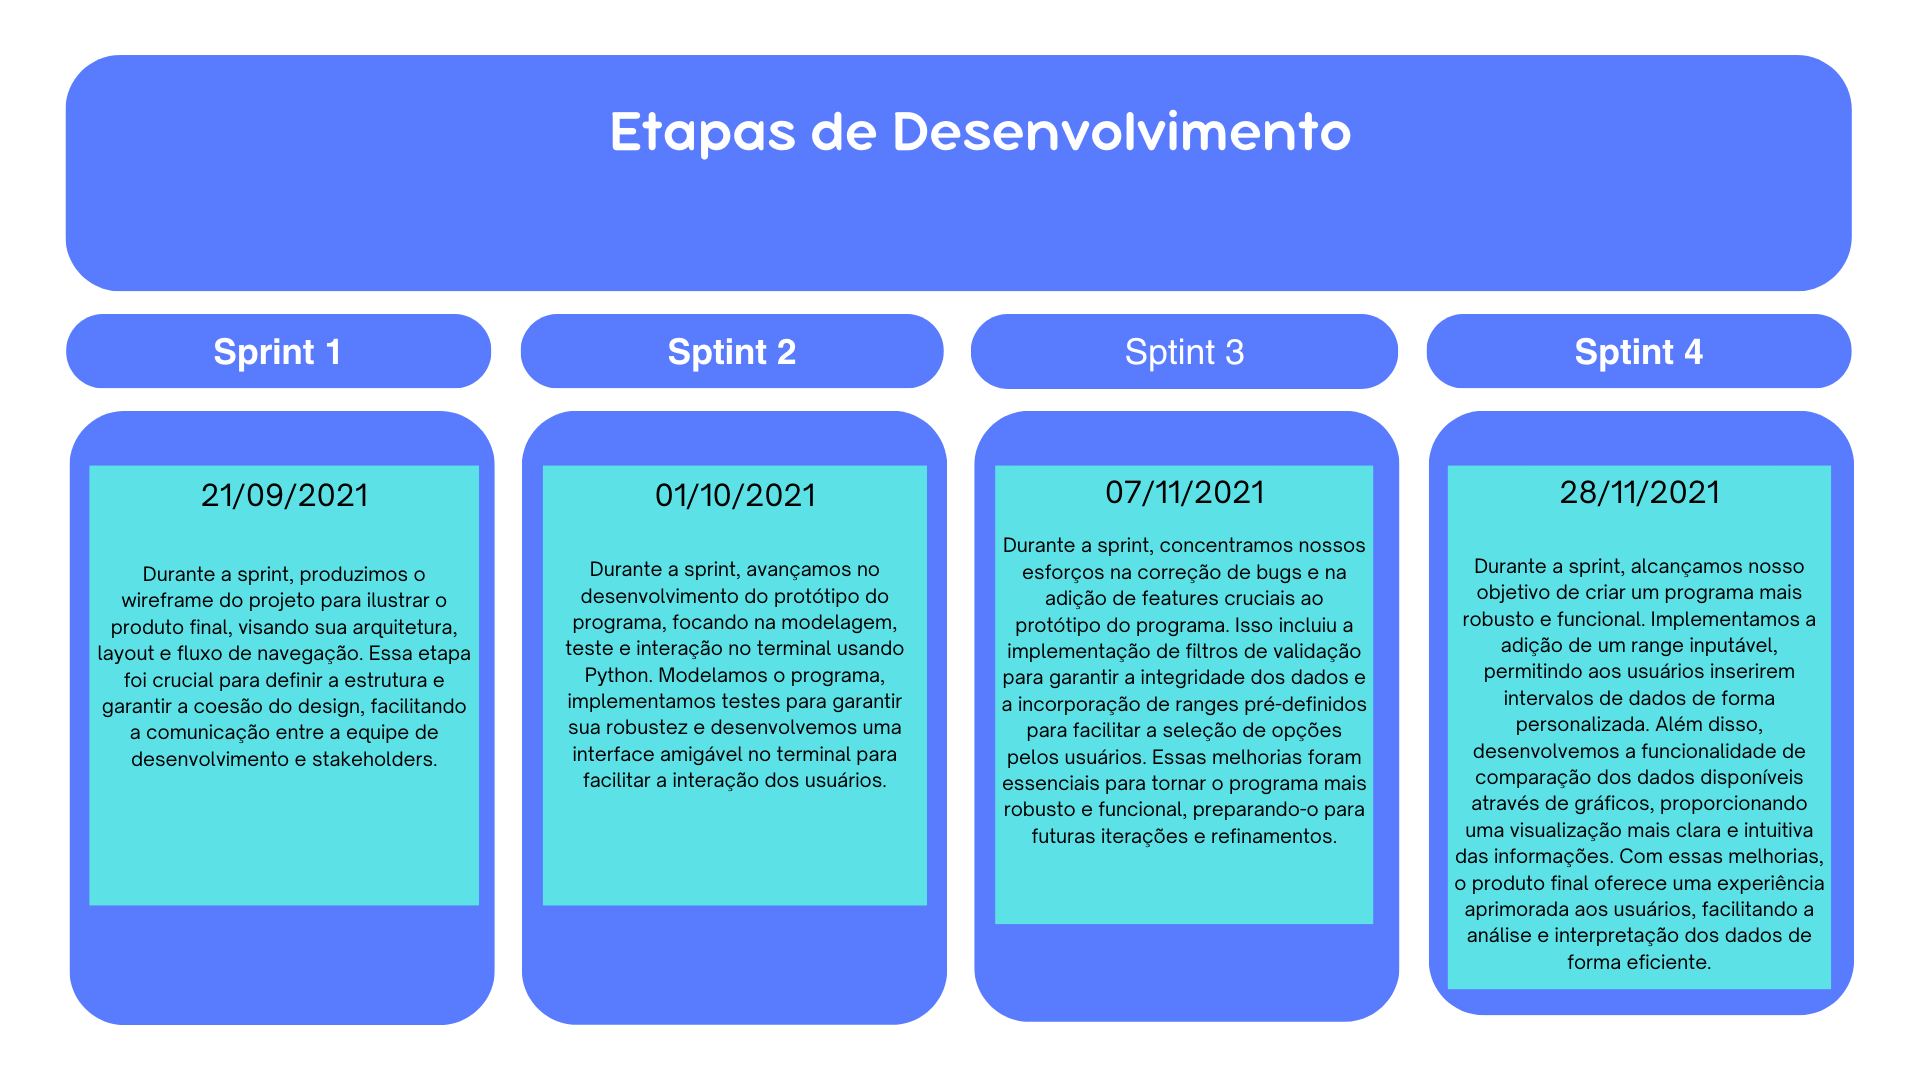 Etapas de Desenvolvimento
Sprint 1
Sptint 2
Sptint 3
Sptint 4
21/09/2021
Durante a sprint, produzimos o
wireframe do projeto para ilustrar o
produto final, visando sua arquitetura,
layout e fluxo de navegação. Essa etapa
foi crucial para definir a estrutura e
garantir a coesão do design, facilitando
a comunicação entre a equipe de
desenvolvimento e stakeholders.
01/10/2021
Durante a sprint, avançamos no
desenvolvimento do protótipo do
programa, focando na modelagem,
teste e interação no terminal usando
Python. Modelamos o programa,
implementamos testes para garantir
sua robustez e desenvolvemos uma
interface amigável no terminal para
facilitar a interação dos usuários.
07/11/2021
Durante a sprint, concentramos nossos
esforços na correção de bugs e na
adição de features cruciais ao
protótipo do programa. Isso incluiu a
implementação de filtros de validação
para garantir a integridade dos dados e
a incorporação de ranges pré-definidos
para facilitar a seleção de opções
pelos usuários. Essas melhorias foram
essenciais para tornar o programa mais
robusto e funcional, preparando-o para
futuras iterações e refinamentos.
28/11/2021
Durante a sprint, alcançamos nosso
objetivo de criar um programa mais
robusto e funcional. Implementamos a
adição de um range inputável,
permitindo aos usuários inserirem
intervalos de dados de forma
personalizada. Além disso,
desenvolvemos a funcionalidade de
comparação dos dados disponíveis
através de gráficos, proporcionando
uma visualização mais clara e intuitiva
das informações. Com essas melhorias,
o produto final oferece uma experiência
aprimorada aos usuários, facilitando a
análise e interpretação dos dados de
forma eficiente.